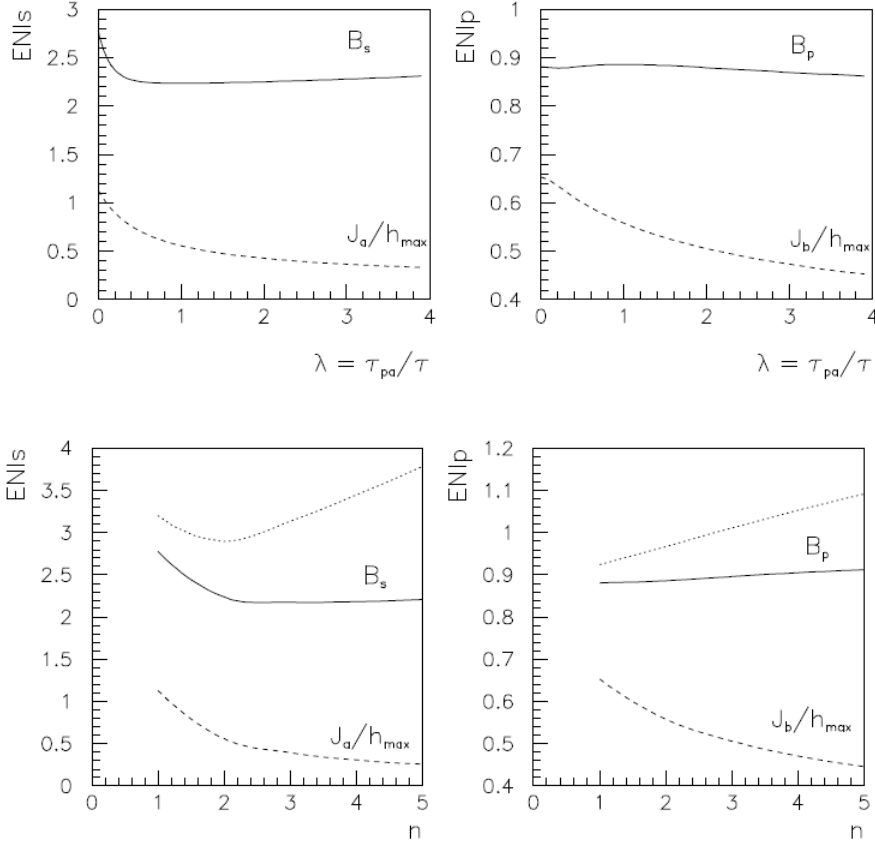 ENIs
3
2.5
2
1.5
1
0.5
0
B_s
J_a/h_max
0 1 2 3 4
λ = τ_pa/τ
ENIp
1
0.9
0.8
0.7
0.6
0.5
0.4
B_p
J_b/h_max
0 1 2 3 4
λ = τ_pa/τ
ENIs
4
3.5
3
2.5
2
1.5
1
0.5
0
B_s
J_a/h_max
0 1 2 3 4 5
n
ENIp
1.2
1.1
1
0.9
0.8
0.7
0.6
0.5
0.4
B_p
J_b/h_max
0 1 2 3 4 5
n